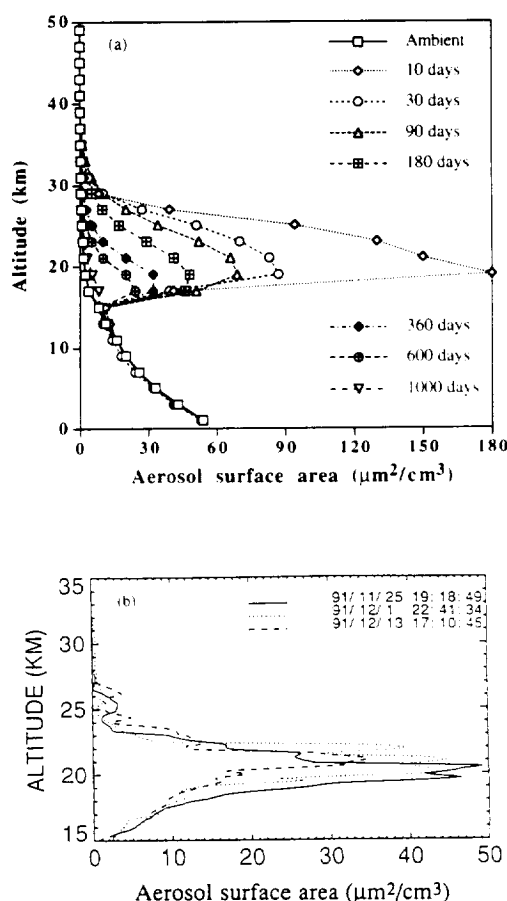 50
(a)
Ambient
10 days
30 days
40
90 days
180 days
30
Altitude (km)
20
360 days
10
600 days
1000 days
0
0 30 60 90 120 150 180
Aerosol surface area (μm²/cm³)
35
(b)
91/11/25 19:18:49
91/12/1 22:41:34
91/12/13 17:10:45
30
ALTITUDE (KM)
25
20
15
0 10 20 30 40 50
Aerosol surface area (μm²/cm³)